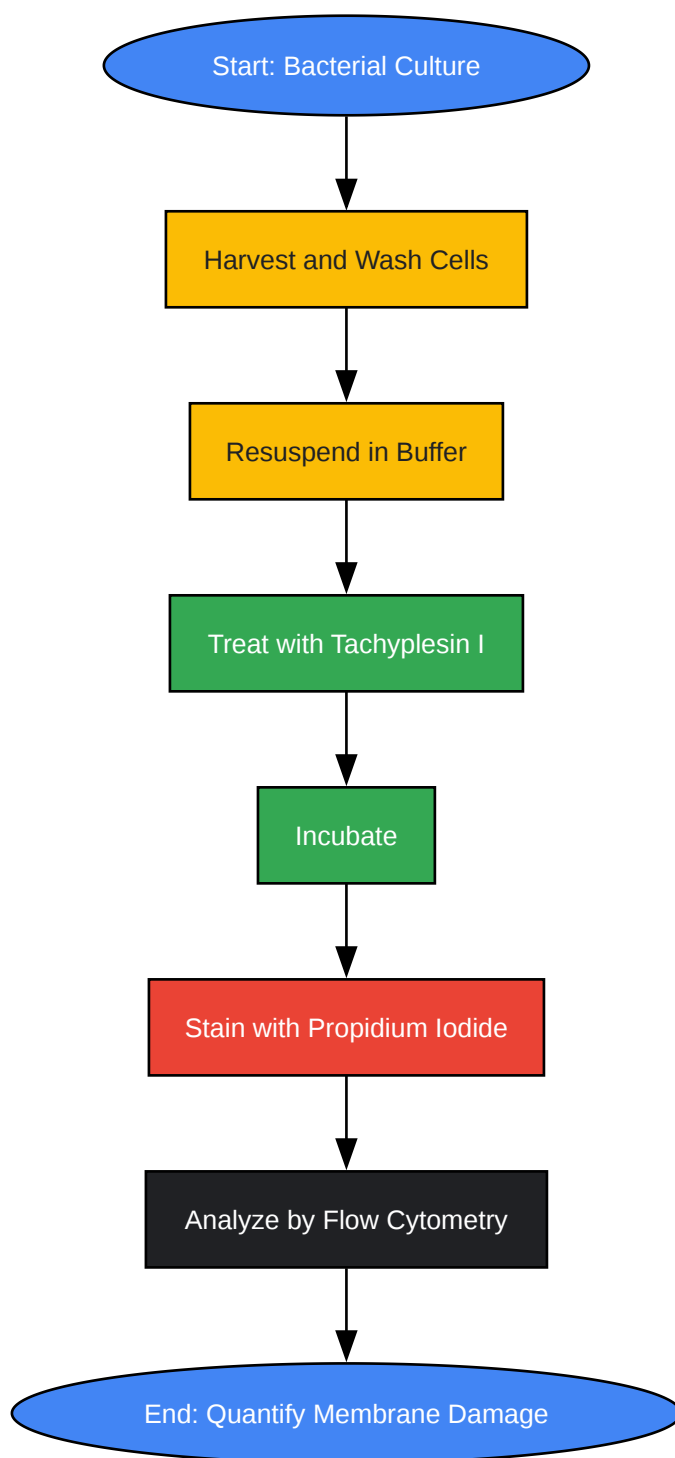 Start: Bacterial Culture
Harvest and Wash Cells
Resuspend in Buffer
Treat with Tachyplesin I
Incubate
Stain with Propidium Iodide
Analyze by Flow Cytometry
End: Quantify Membrane Damage